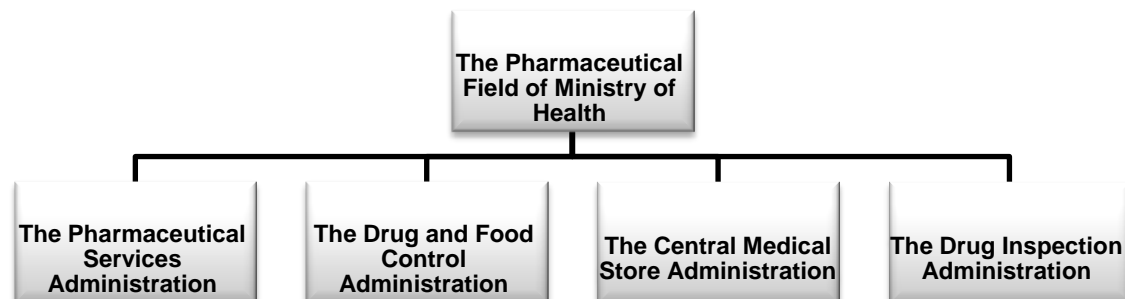 The Pharmaceutical
Field of Ministry of
Health
The Pharmaceutical
Services
Administration
The Drug and Food
Control
Administration
The Central Medical
Store Administration
The Drug Inspection
Administration